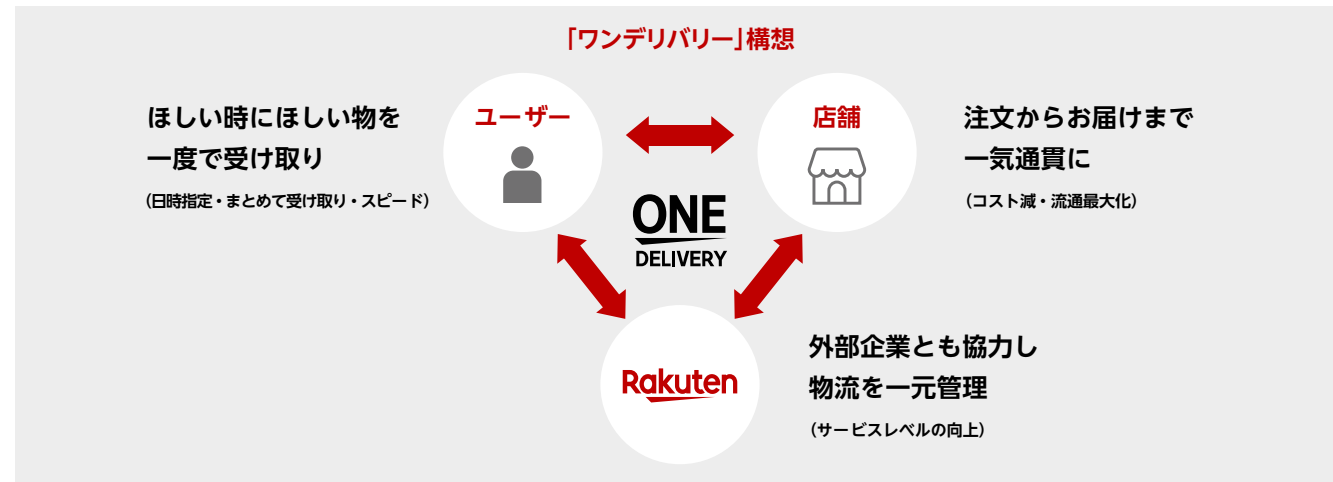 「ワンデリバリー」構想
ほしい時にほしい物を
一度で受け取り
（日時指定・まとめて受け取り・スピード）
ユーザー
店舗
注文からお届けまで
一気通貫に
（コスト減・流通最大化）
ONE
DELIVERY
Rakuten
外部企業とも協力し
物流を一元管理
（サービスレベルの向上）